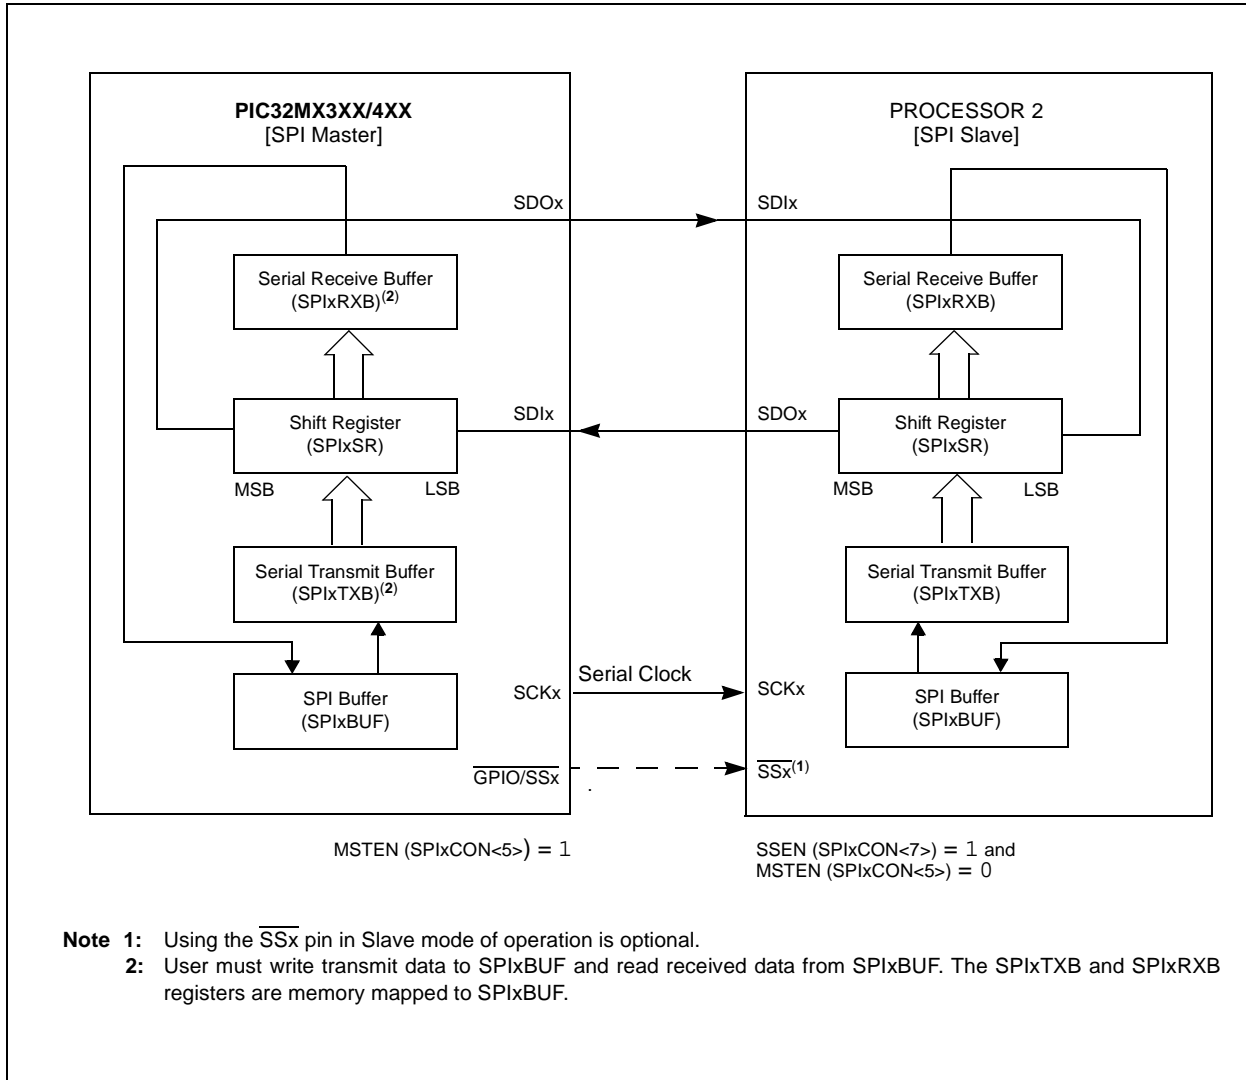 PIC32MX3XX/4XX
[SPI Master]
SDOx
Serial Receive Buffer
(SPIxRXB)(2)
SDIx
Shift Register
(SPIxSR)
MSB
LSB
Serial Transmit Buffer
(SPIxTXB)(2)
SPI Buffer
(SPIxBUF)
SCKx
GPIO/SSx
Serial Clock
PROCESSOR 2
[SPI Slave]
SDIx
Serial Receive Buffer
(SPIxRXB)
SDOx
Shift Register
(SPIxSR)
MSB
LSB
Serial Transmit Buffer
(SPIxTXB)
SCKx
SPI Buffer
(SPIxBUF)
SSx(1)
.
MSTEN (SPIxCON<5>) = 1
SSEN (SPIxCON<7>) = 1 and
MSTEN (SPIxCON<5>) = 0
Note 1: Using the SSx pin in Slave mode of operation is optional.
2: User must write transmit data to SPIxBUF and read received data from SPIxBUF. The SPIxTXB and SPIxRXB
registers are memory mapped to SPIxBUF.